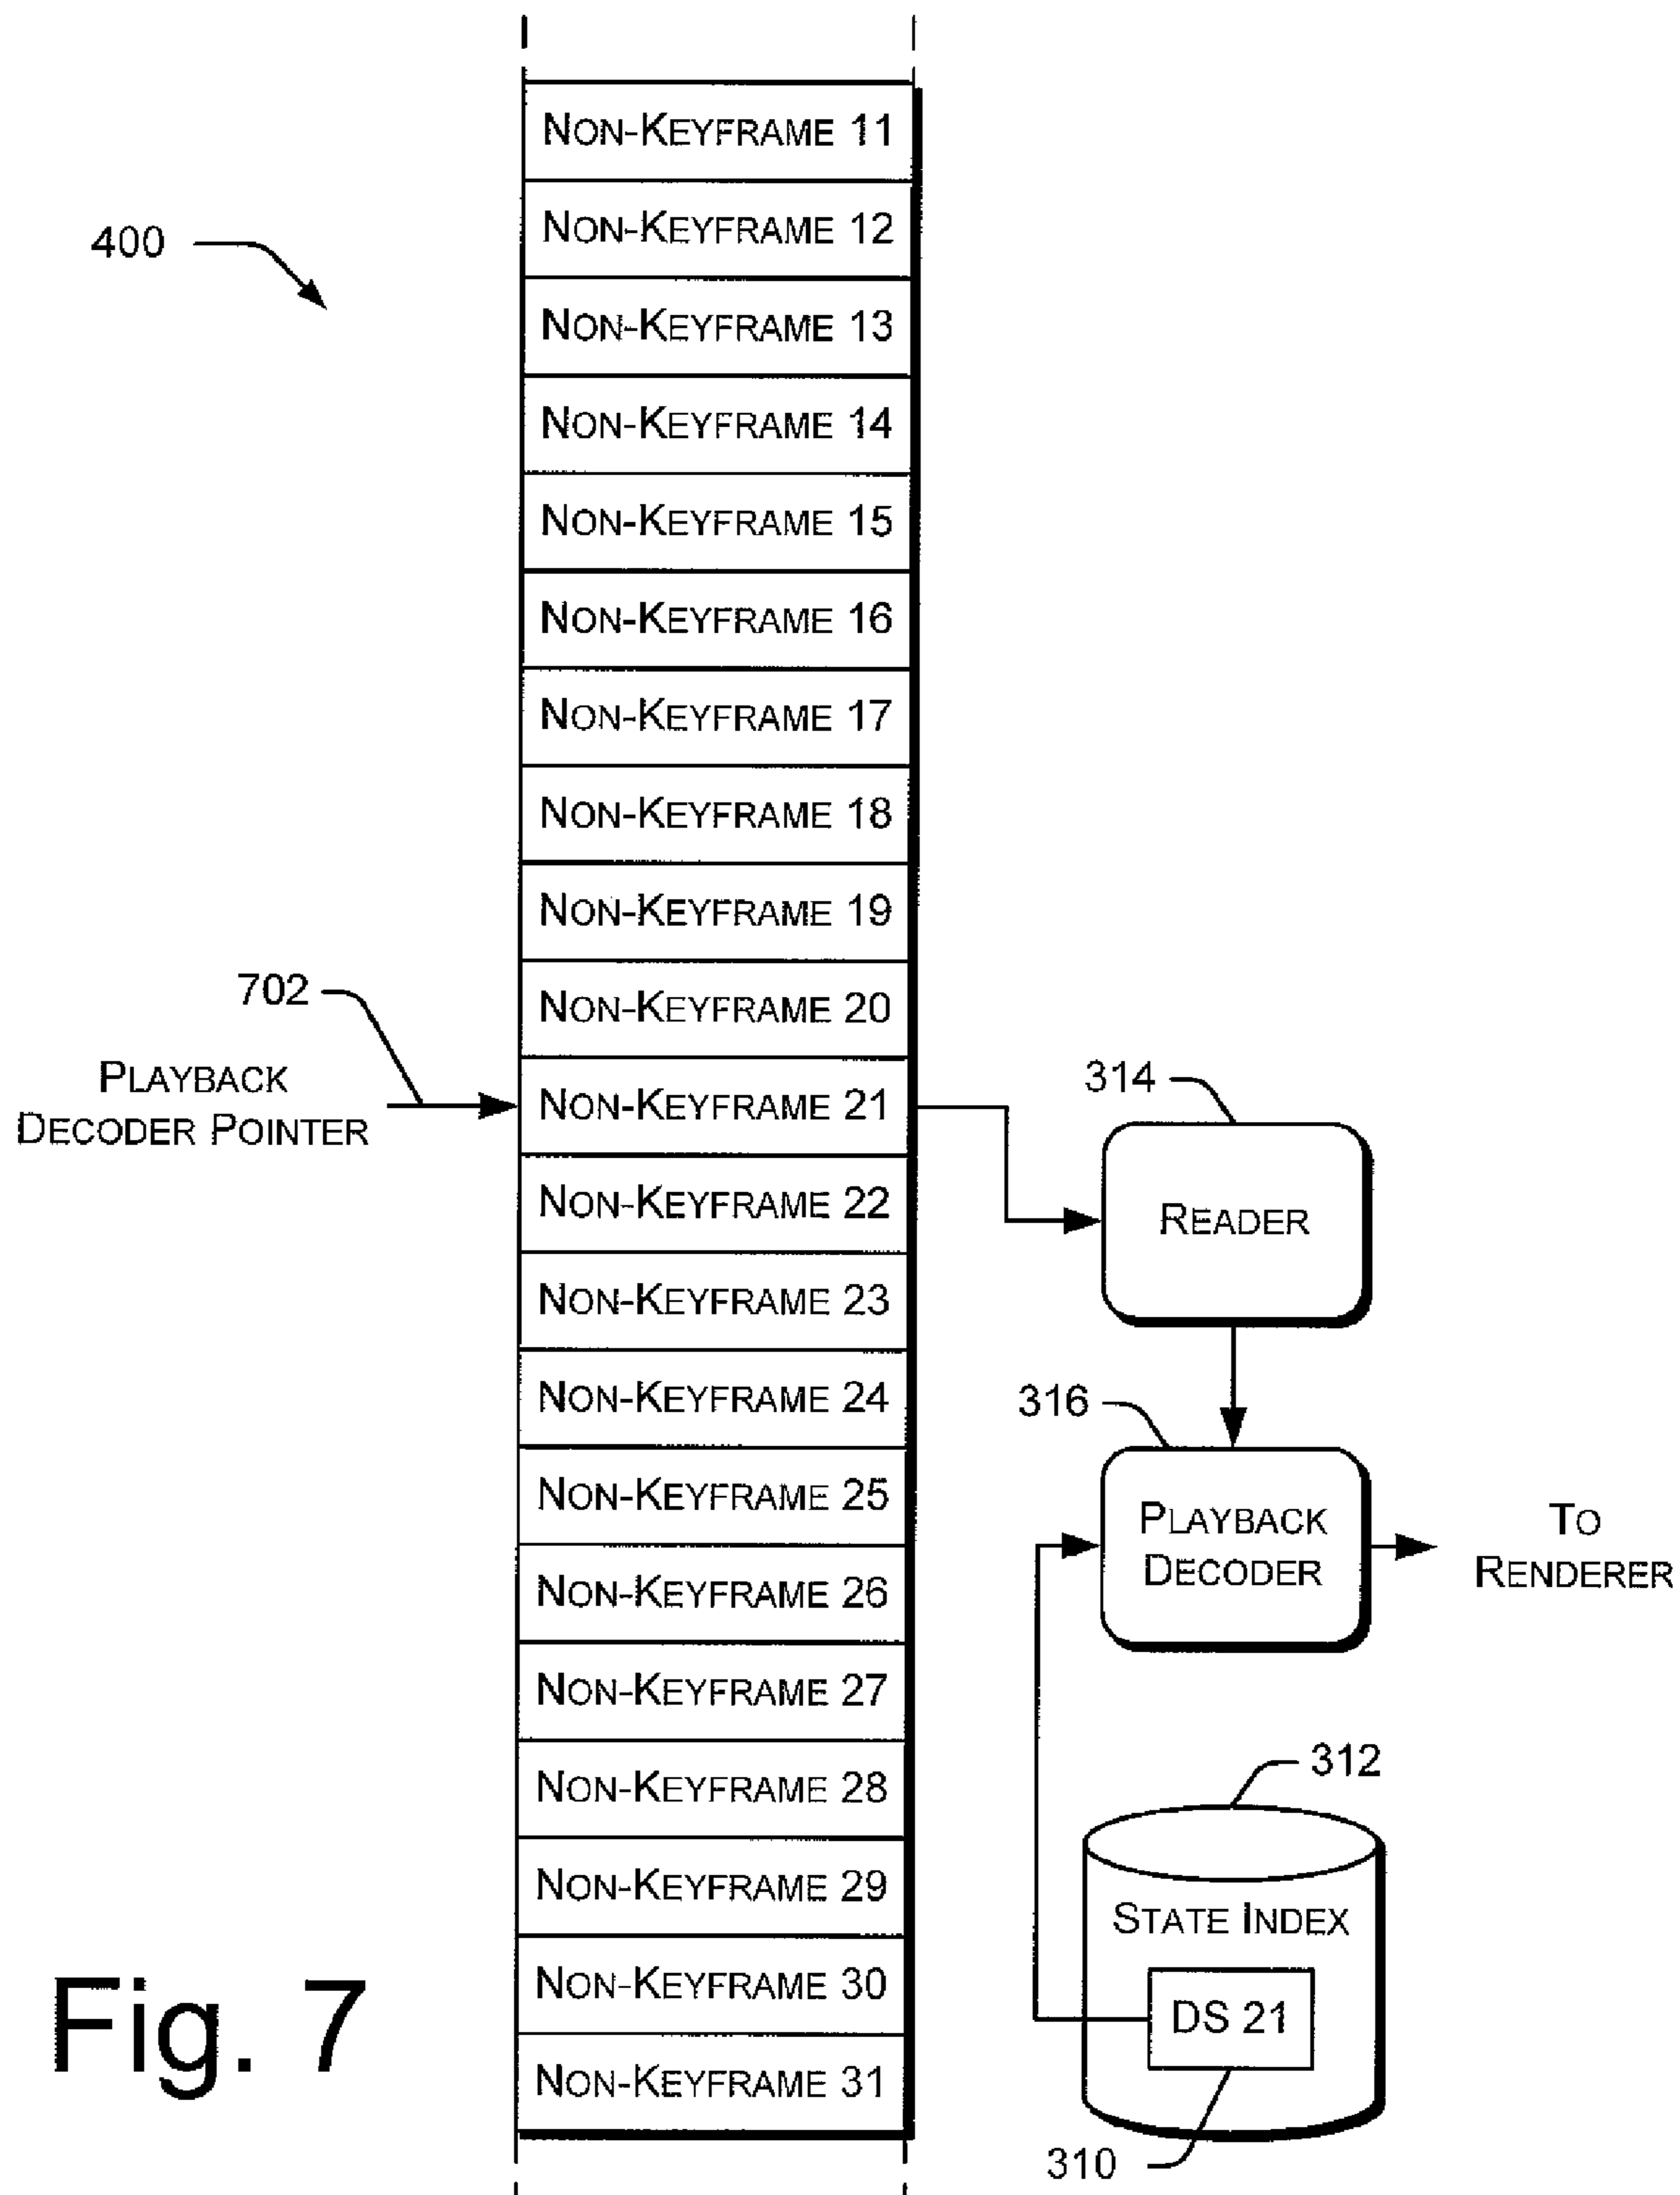 NON-KEYFRAME 11
NON-KEYFRAME 12
400
NON-KEYFRAME 13
NON-KEYFRAME 14
NON-KEYFRAME 15
NON-KEYFRAME 16
NON-KEYFRAME 17
NON-KEYFRAME 18
NON-KEYFRAME 19
702
NON-KEYFRAME 20
PLAYBACK
DECODER POINTER
NON-KEYFRAME 21
314
NON-KEYFRAME 22
READER
NON-KEYFRAME 23
NON-KEYFRAME 24
316
NON-KEYFRAME 25
PLAYBACK
DECODER
TO
RENDERER
NON-KEYFRAME 26
NON-KEYFRAME 27
312
NON-KEYFRAME 28
NON-KEYFRAME 29
STATE INDEX
NON-KEYFRAME 30
DS 21
NON-KEYFRAME 31
310
Fig. 7